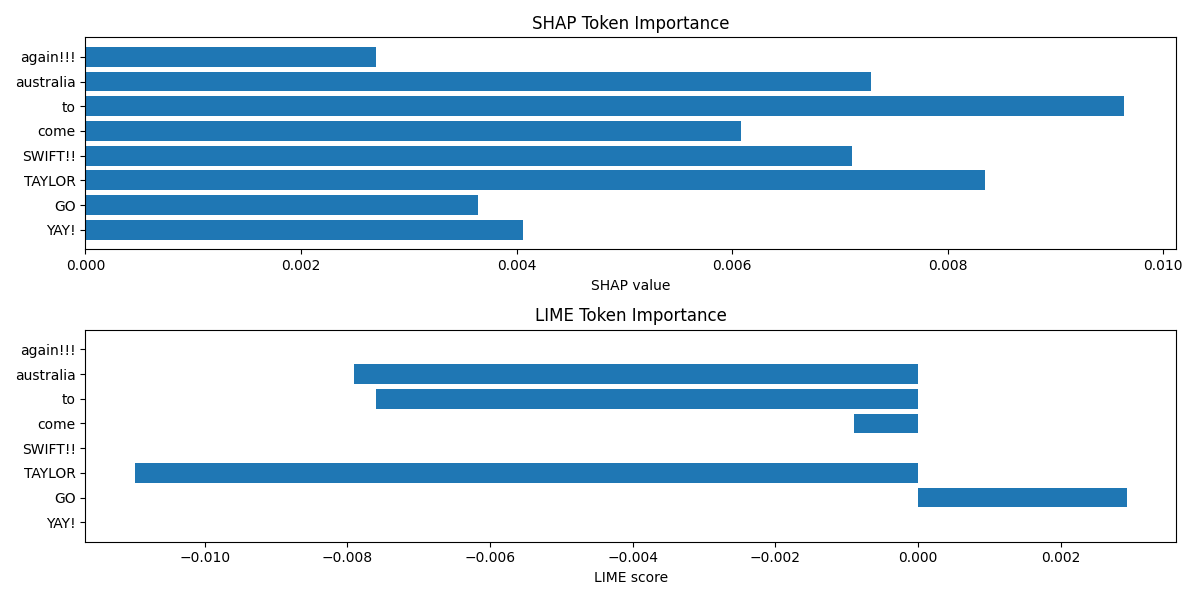 SHAP Token Importance
again!!!
australia
to
come
SWIFT!!
TAYLOR
GO
YAY!
0.000 0.002 0.004 0.006 0.008 0.010
SHAP value
LIME Token Importance
again!!!
australia
to
come
SWIFT!!
TAYLOR
GO
YAY!
−0.010 −0.008 −0.006 −0.004 −0.002 0.000 0.002
LIME score